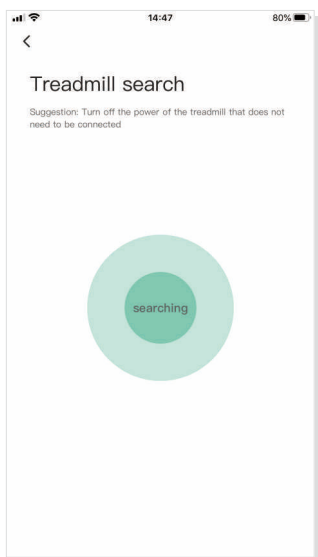 14:47
80%
Treadmill search
Suggestion: Turn off the power of the treadmill that does not
need to be connected
searching